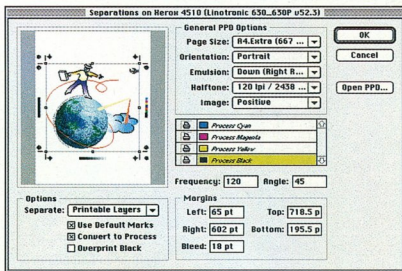 Separations on Herox 4510 (Linotronic 630...630P v52.3)
General PPD Options
Page Size: A4.Extra (667 ...
Orientation: Portrait
Emulsion: Down (Right R...
Halftone: 120 lpi / 2438 ...
Image: Positive
OK
Cancel
Open PPD...
Process Cyan
Process Magenta
Process Yellow
Process Black
Frequency: 120 Angle: 45
Options
Separate: Printable Layers
Use Default Marks
Convert to Process
Overprint Black
Margins
Left: 65 pt Top: 718.5 p
Right: 602 pt Bottom: 195.5 p
Bleed: 18 pt